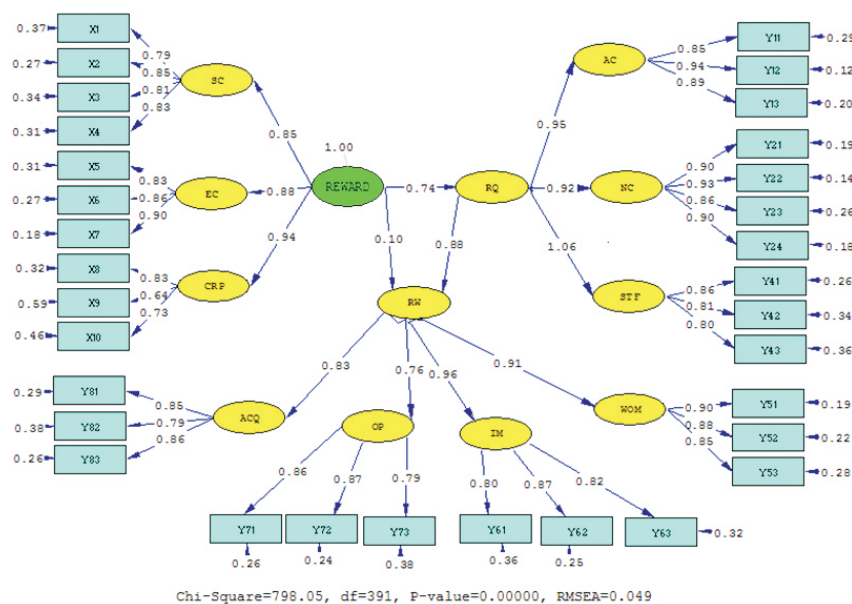 0.37 X1
0.27 X2
0.34 X3
0.31 X4
0.79
0.85
0.81
0.83
SC
0.85
0.31 X5
0.27 X6
0.18 X7
0.83
0.86
0.90
EC
0.88
0.32 X8
0.59 X9
0.46 X10
0.83
0.64
0.73
CRP
0.94
1.00
REWARD
0.74
RQ
0.10
0.88
RW
0.95
AC
0.85 Y11 0.29
0.94 Y12 0.12
0.89 Y13 0.20
0.92
NC
0.90 Y21 0.19
0.93 Y22 0.14
0.86 Y23 0.26
0.90 Y24 0.18
1.06
STF
0.86 Y41 0.26
0.81 Y42 0.34
0.80 Y43 0.36
0.83
0.76
0.96
0.91
0.29 Y81
0.38 Y82
0.26 Y83
0.85
0.79
0.86
ACQ
OP
IM
WOM
0.90 Y51 0.19
0.88 Y52 0.22
0.85 Y53 0.28
0.86 0.87 0.79 0.80 0.87 0.82
Y71 Y72 Y73 Y61 Y62 Y63 0.32
0.26 0.24 0.38 0.36 0.25
Chi-Square=798.05, df=391, P-value=0.00000, RMSEA=0.049